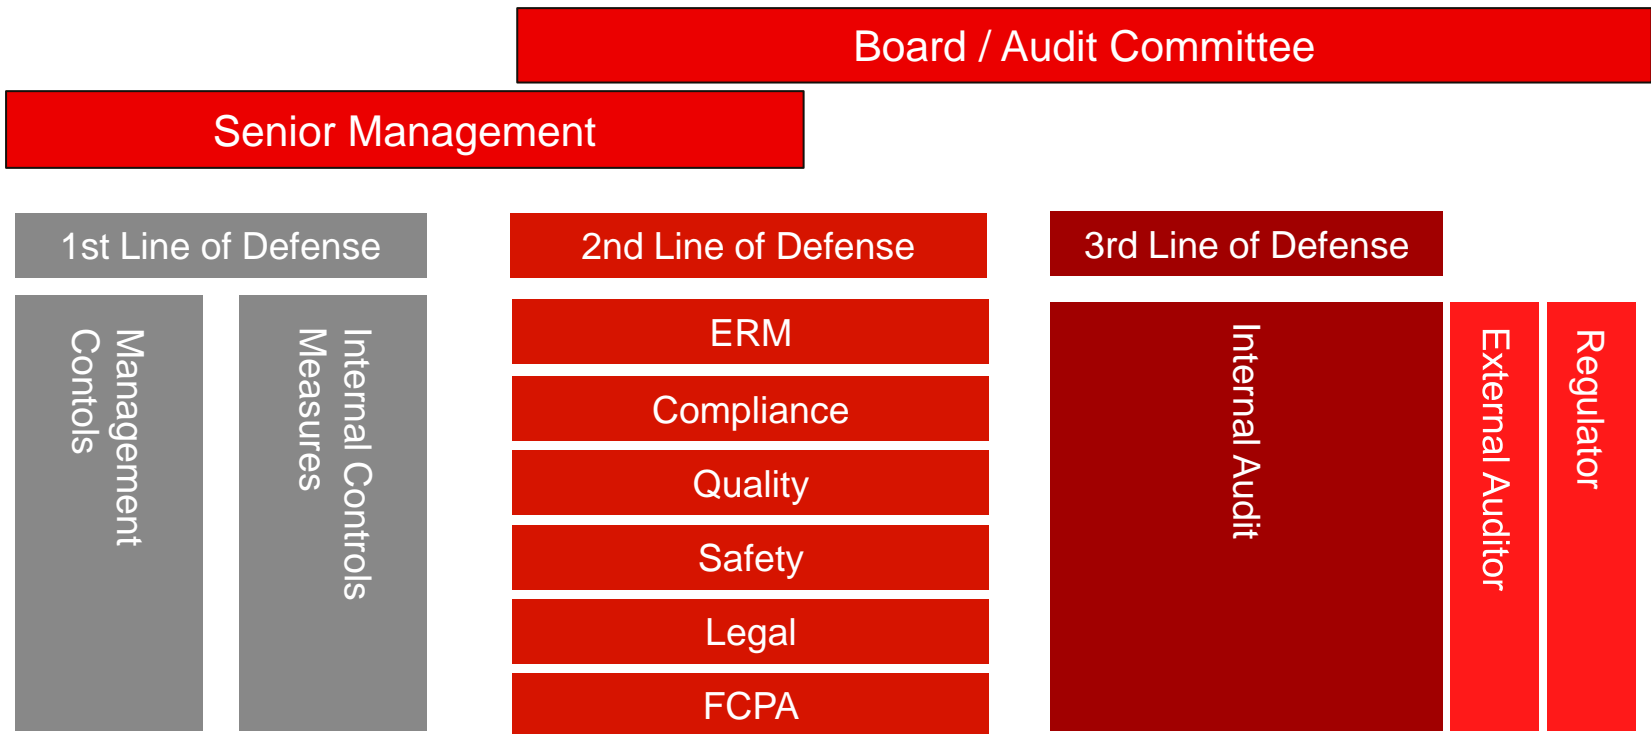 Board / Audit Committee
Senior Management
1st Line of Defense
2nd Line of Defense
3rd Line of Defense
Management
Contols
Internal Controls
Measures
ERM
Compliance
Quality
Safety
Legal
FCPA
Internal Audit
External Auditor
Regulator